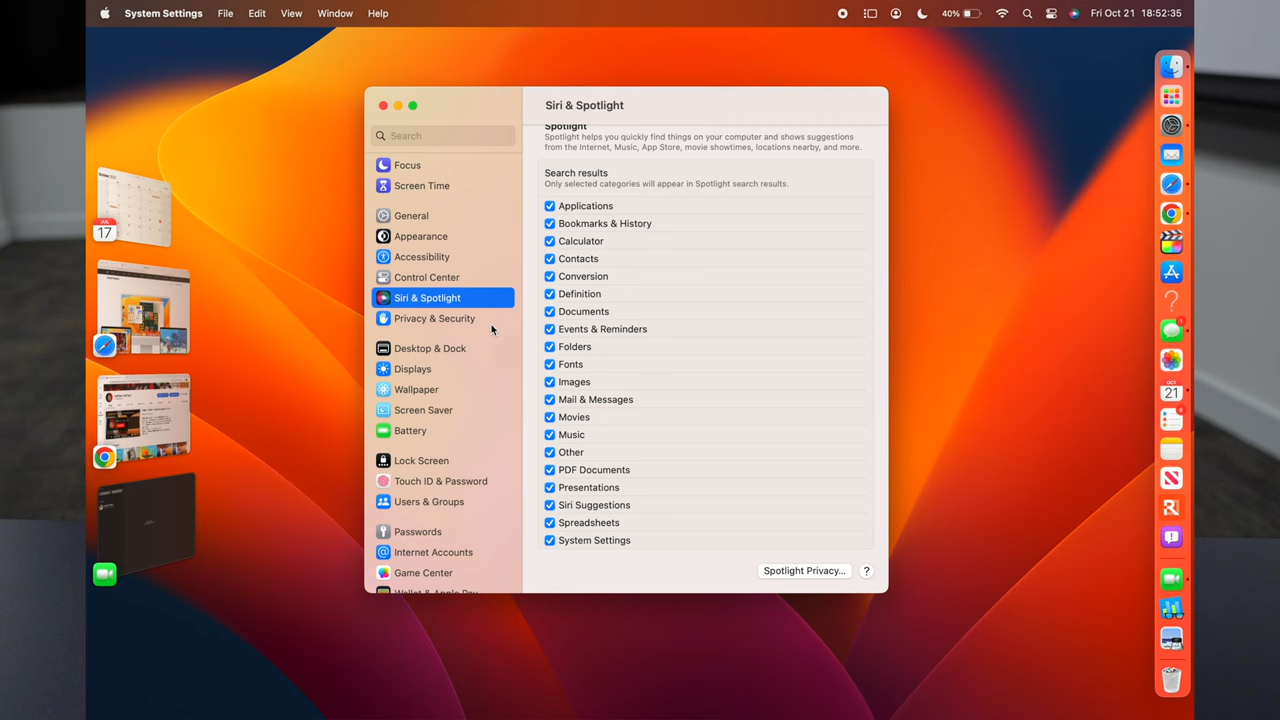 System Settings File Edit View Window Help
40% Fri Oct 21 18:52:35
Siri & Spotlight
Search
Focus
Screen Time
General
Appearance
Accessibility
Control Center
Siri & Spotlight
Privacy & Security
Desktop & Dock
Displays
Wallpaper
Screen Saver
Battery
Lock Screen
Touch ID & Password
Users & Groups
Passwords
Internet Accounts
Game Center
Wallet & Apple Pay
Spotlight
Spotlight helps you quickly find things on your computer and shows suggestions
from the Internet, Music, App Store, movie showtimes, locations nearby, and more.
Search results
Only selected categories will appear in Spotlight search results.
Applications
Bookmarks & History
Calculator
Contacts
Conversion
Definition
Documents
Events & Reminders
Folders
Fonts
Images
Mail & Messages
Movies
Music
Other
PDF Documents
Presentations
Siri Suggestions
Spreadsheets
System Settings
Spotlight Privacy...
?
JUL
17
OCT
21